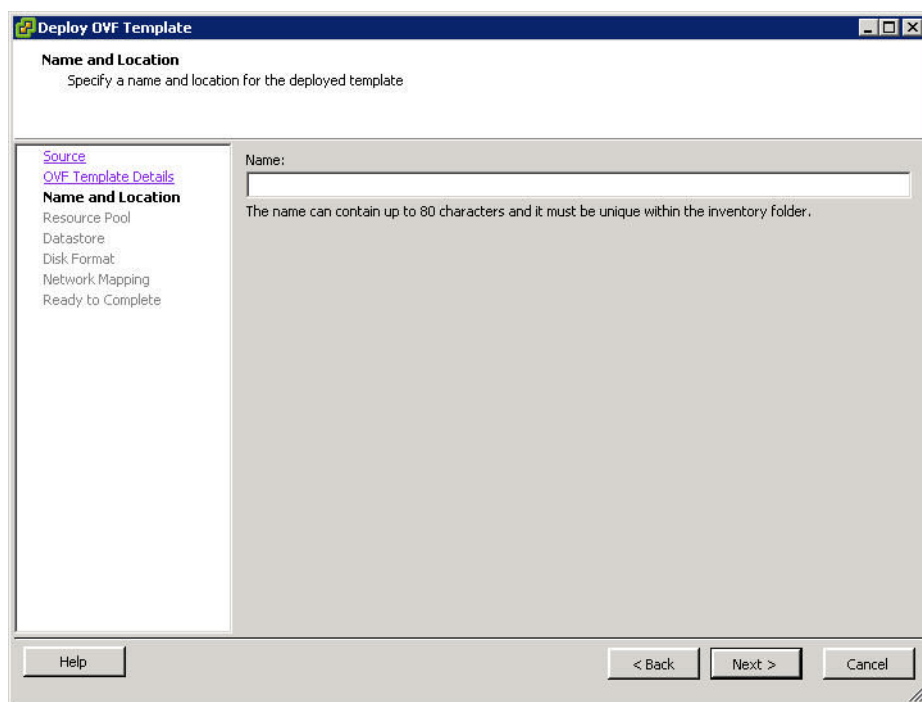 Deploy OVF Template
Name and Location
Specify a name and location for the deployed template
Source
OVF Template Details
Name and Location
Resource Pool
Datastore
Disk Format
Network Mapping
Ready to Complete
Name:
The name can contain up to 80 characters and it must be unique within the inventory folder.
Help
< Back
Next >
Cancel